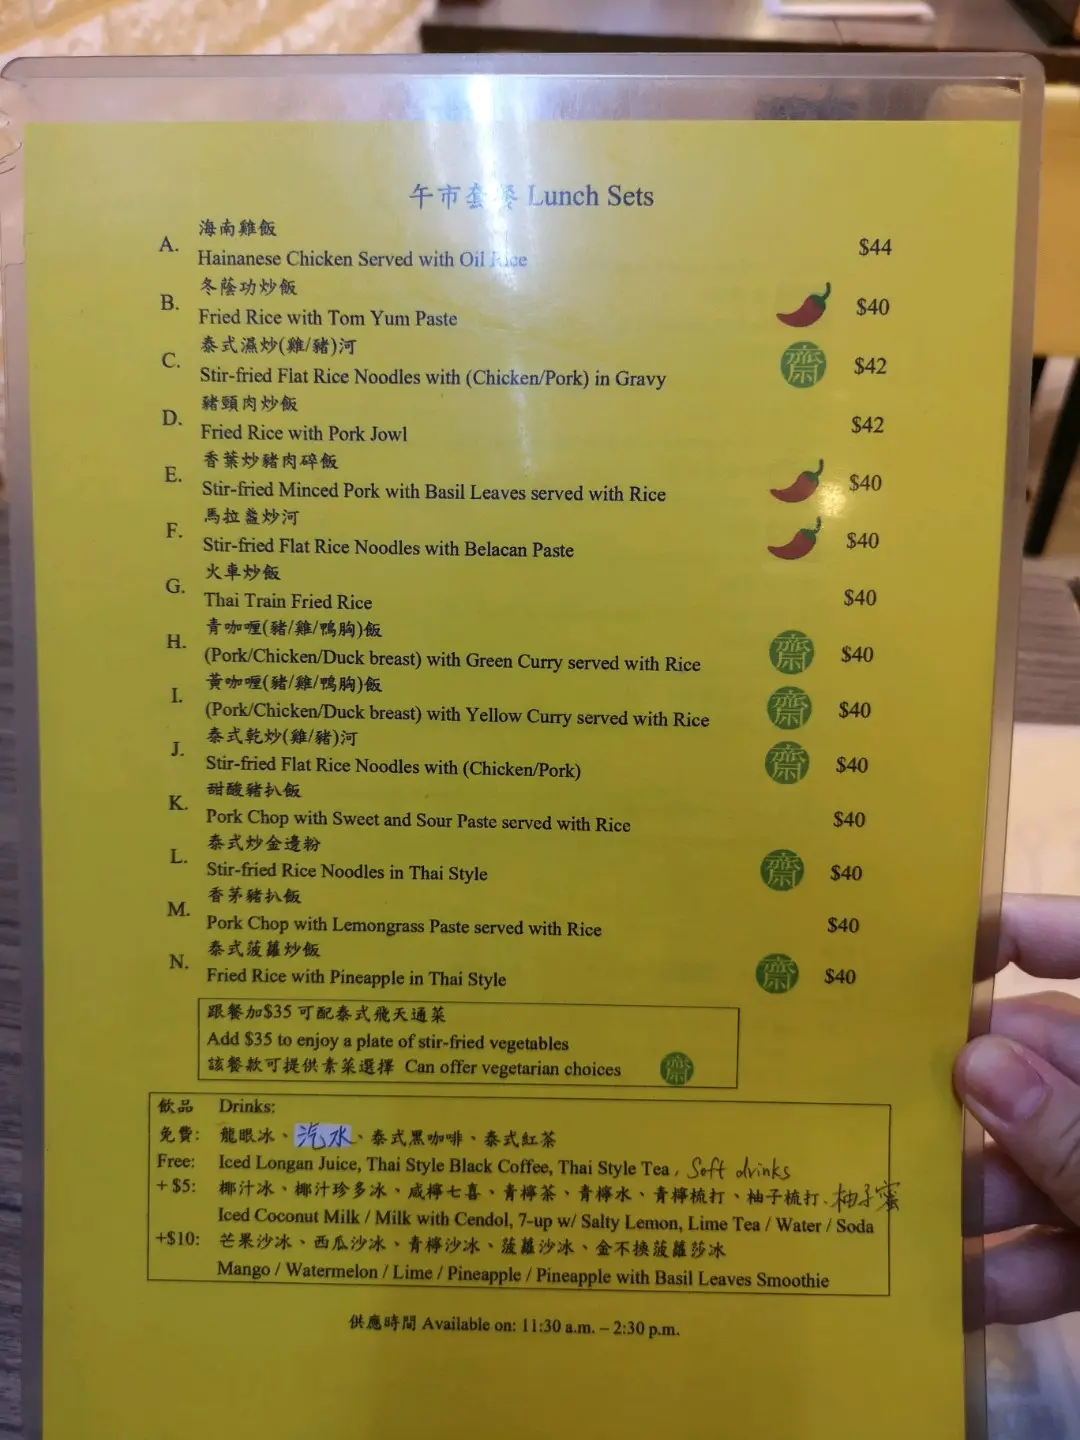 午市套餐 Lunch Sets
A. 海南雞飯
Hainanese Chicken Served with Oil Rice $44
B. 冬蔭功炒飯
Fried Rice with Tom Yum Paste $40
C. 泰式濕炒(雞/豬)河
Stir-fried Flat Rice Noodles with (Chicken/Pork) in Gravy 齋 $42
D. 豬頸肉炒飯
Fried Rice with Pork Jowl $42
E. 香葉炒豬肉碎飯
Stir-fried Minced Pork with Basil Leaves served with Rice $40
F. 馬拉盞炒河
Stir-fried Flat Rice Noodles with Belacan Paste $40
G. 火車炒飯
Thai Train Fried Rice $40
H. 青咖喱(豬/雞/鴨胸)飯
(Pork/Chicken/Duck breast) with Green Curry served with Rice 齋 $40
I. 黃咖喱(豬/雞/鴨胸)飯
(Pork/Chicken/Duck breast) with Yellow Curry served with Rice 齋 $40
J. 泰式乾炒(雞/豬)河
Stir-fried Flat Rice Noodles with (Chicken/Pork) 齋 $40
K. 甜酸豬扒飯
Pork Chop with Sweet and Sour Paste served with Rice $40
L. 泰式炒金邊粉
Stir-fried Rice Noodles in Thai Style 齋 $40
M. 香茅豬扒飯
Pork Chop with Lemongrass Paste served with Rice $40
N. 泰式菠蘿炒飯
Fried Rice with Pineapple in Thai Style 齋 $40
跟餐加$35 可配泰式飛天通菜
Add $35 to enjoy a plate of stir-fried vegetables
該餐款可提供素菜選擇 Can offer vegetarian choices 齋
飲品 Drinks:
免費: 龍眼冰、汽水、泰式黑咖啡、泰式紅茶
Free: Iced Longan Juice, Thai Style Black Coffee, Thai Style Tea, Soft drinks
+ $5: 椰汁冰、椰汁珍多冰、咸檸七喜、青檸茶、青檸水、青檸梳打、柚子梳打、柚子蜜
Iced Coconut Milk / Milk with Cendol, 7-up w/ Salty Lemon, Lime Tea / Water / Soda
+$10: 芒果沙冰、西瓜沙冰、青檸沙冰、菠蘿沙冰、金不換菠蘿莎冰
Mango / Watermelon / Lime / Pineapple / Pineapple with Basil Leaves Smoothie
供應時間 Available on: 11:30 a.m. – 2:30 p.m.